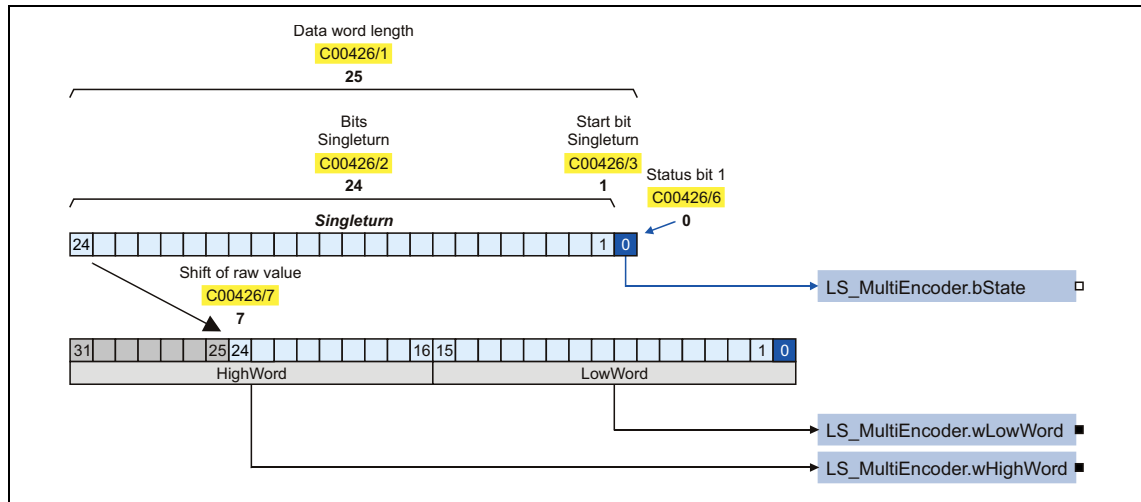 Data word length
C00426/1
25
Bits
Singleturn
C00426/2
24
Start bit
Singleturn
C00426/3
1
Status bit 1
C00426/6
0
Singleturn
24 1 0
Shift of raw value
C00426/7
7
LS_MultiEncoder.bState
31 25 24 16 15 1 0
HighWord LowWord
LS_MultiEncoder.wLowWord
LS_MultiEncoder.wHighWord